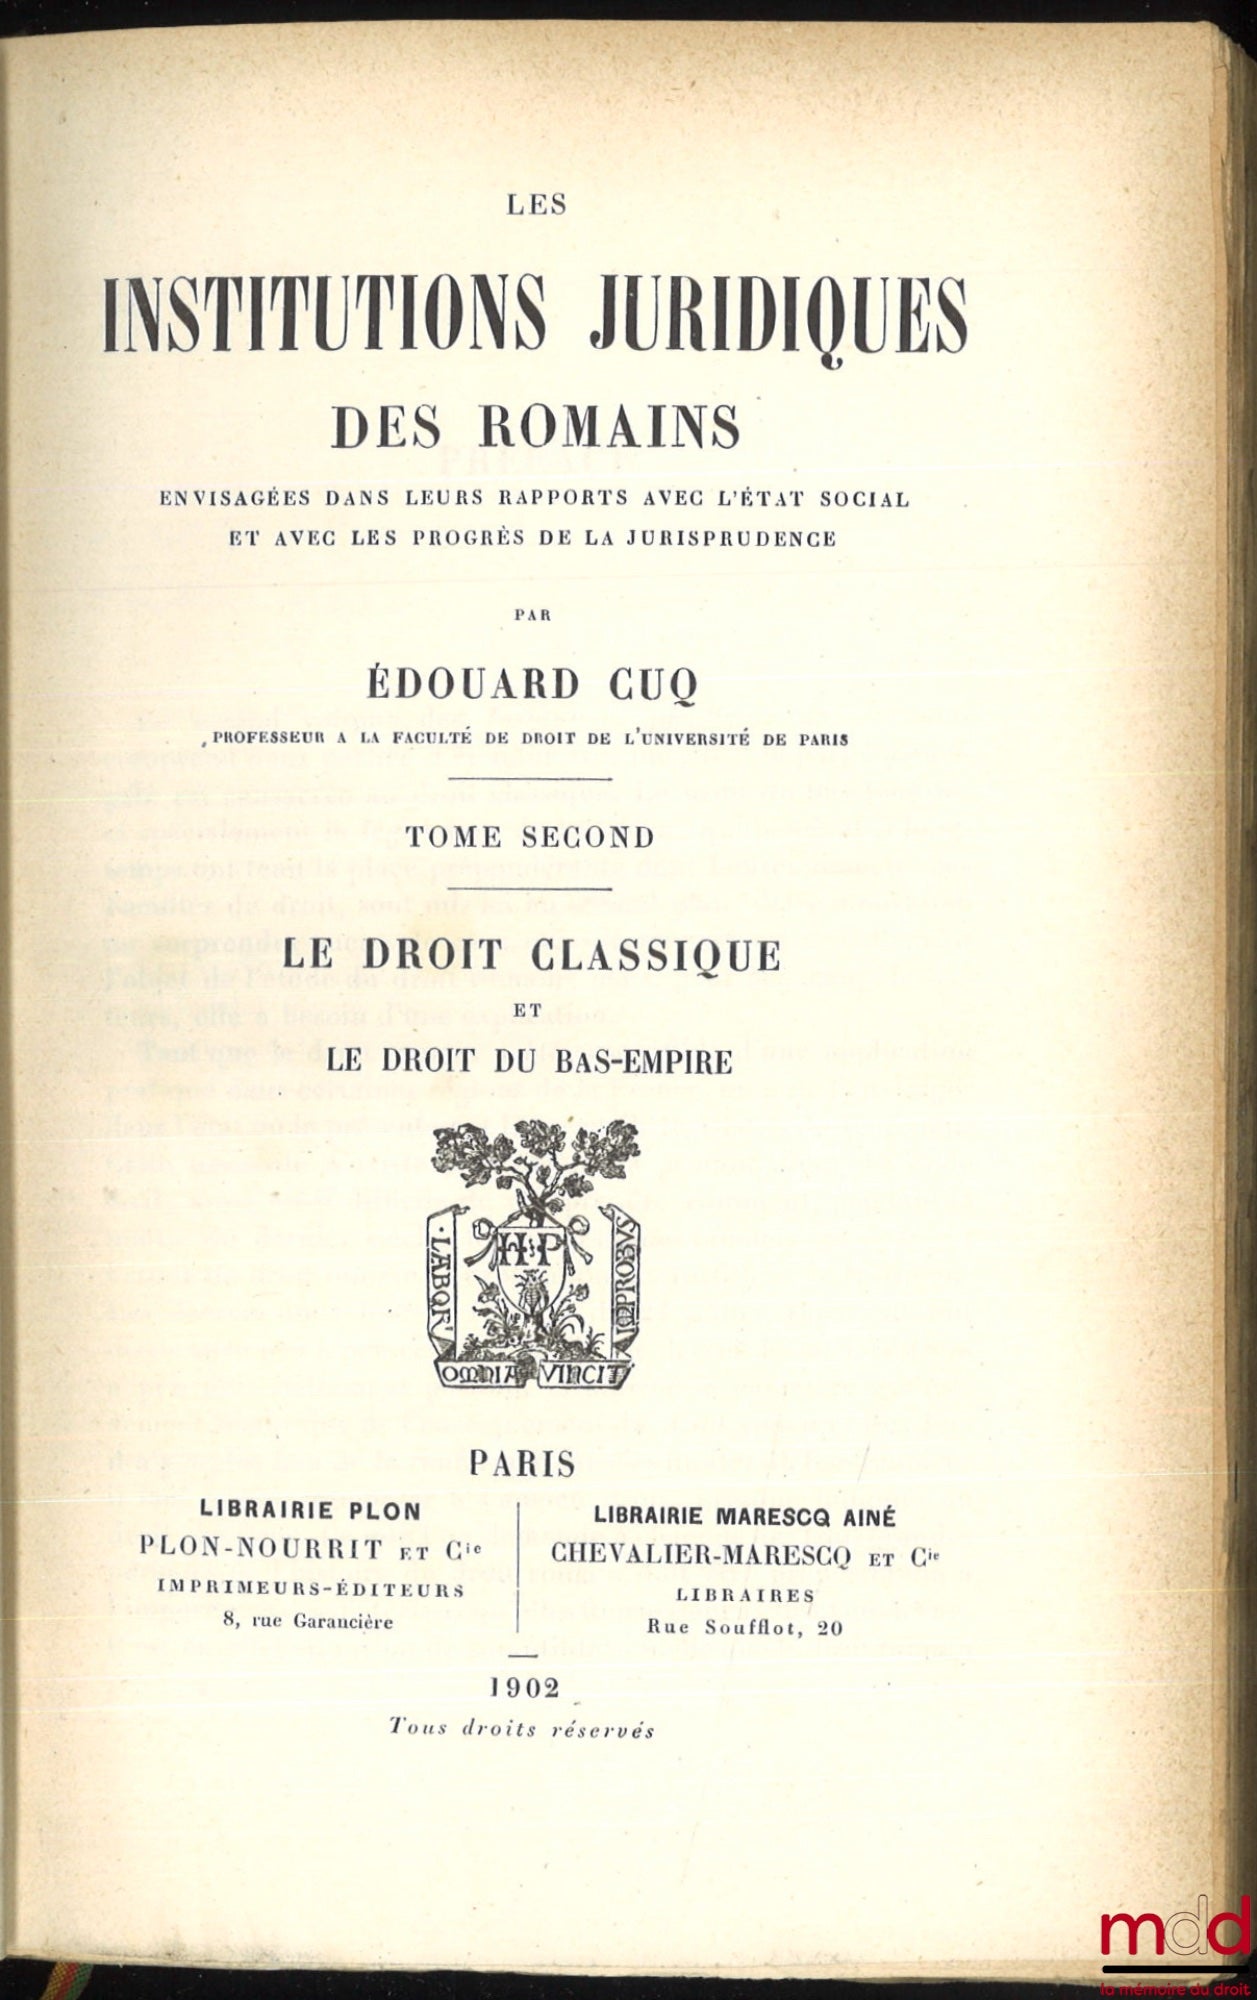 LES
INSTITUTIONS JURIDIQUES
DES ROMAINS
ENVISAGÉES DANS LEURS RAPPORTS AVEC L'ÉTAT SOCIAL
ET AVEC LES PROGRÈS DE LA JURISPRUDENCE
PAR
ÉDOUARD CUQ
PROFESSEUR A LA FACULTÉ DE DROIT DE L'UNIVERSITÉ DE PARIS
TOME SECOND
LE DROIT CLASSIQUE
ET
LE DROIT DU BAS-EMPIRE
H P
·LABOR
IMPROBUS
OMNIA VINCIT
PARIS
LIBRAIRIE PLON
PLON-NOURRIT ET Cie
IMPRIMEURS-ÉDITEURS
8, rue Garancière
LIBRAIRIE MARESCQ AINÉ
CHEVALIER-MARESCQ ET Cie
LIBRAIRES
Rue Soufflot, 20
1902
Tous droits réservés
mdd
la mémoire du droit